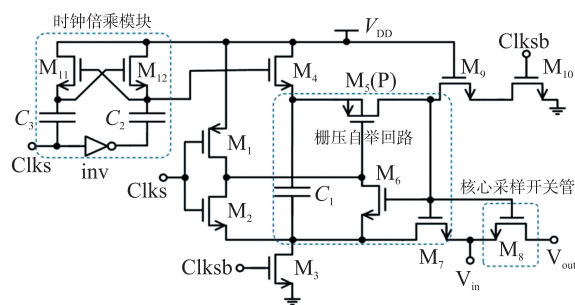 时钟倍乘模块
V_DD
Clksb
M_11
M_12
M_4
M_5(P)
M_9
M_10
C_3
C_2
Clks
inv
M_1
栅压自举回路
Clks
C_1
M_6
核心采样开关管
M_2
M_7
M_8
V_out
Clksb
M_3
V_in